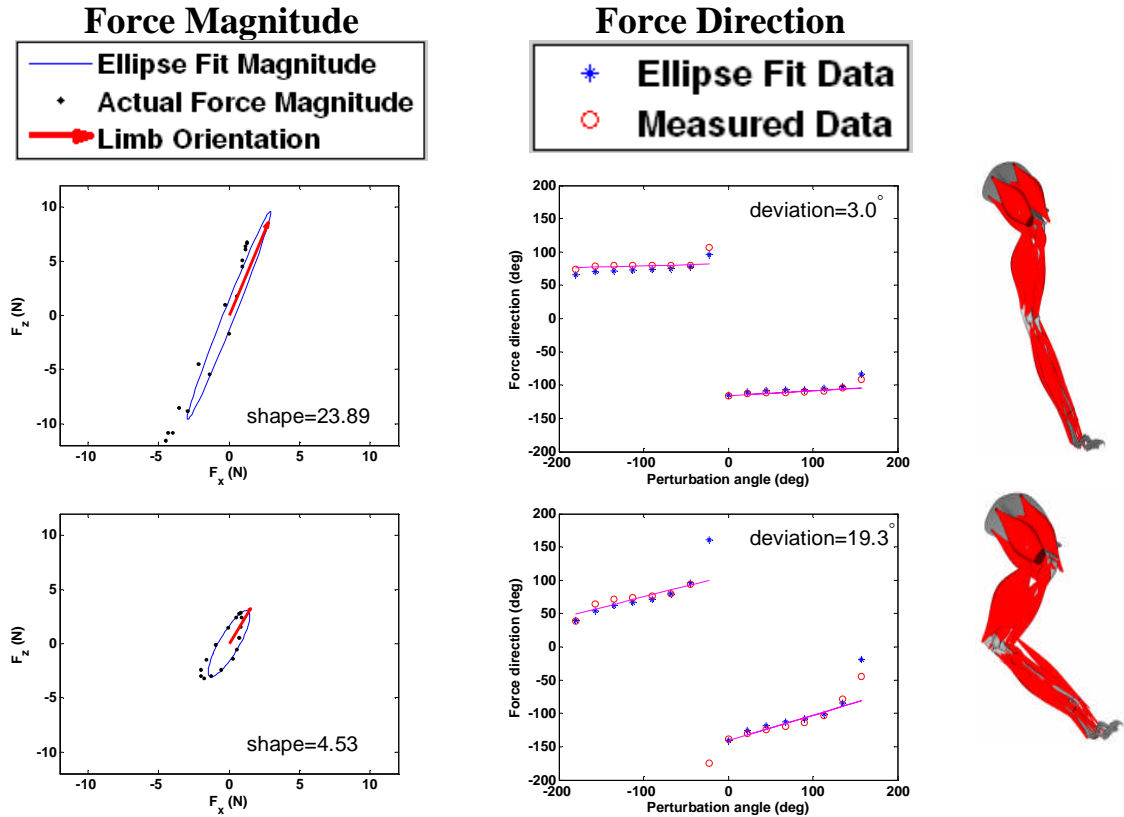 Force Magnitude
Ellipse Fit Magnitude
Actual Force Magnitude
Limb Orientation
Force Direction
Ellipse Fit Data
Measured Data
10
5
0
-5
-10
F_z (N)
-10 -5 0 5 10
F_x (N)
shape=23.89
200
150
100
50
0
-50
-100
-150
-200
Force direction (deg)
-200 -100 0 100 200
Perturbation angle (deg)
deviation=3.0°
10
5
0
-5
-10
F_z (N)
-10 -5 0 5 10
F_x (N)
shape=4.53
200
150
100
50
0
-50
-100
-150
-200
Force direction (deg)
-200 -100 0 100 200
Perturbation angle (deg)
deviation=19.3°